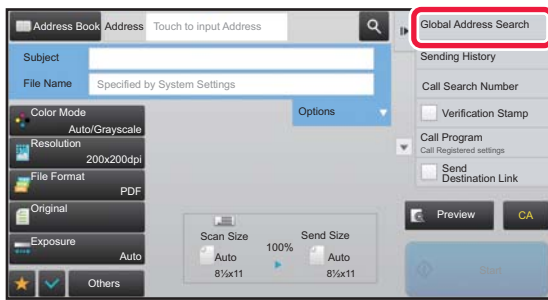 Address Book
Address
Touch to input Address
Global Address Search
Subject
Sending History
File Name
Specified by System Settings
Call Search Number
Color Mode
Auto/Grayscale
Options
Verification Stamp
Resolution
200x200dpi
Call Program
Call Registered settings
File Format
PDF
Send
Destination Link
Original
Preview
CA
Scan Size
100%
Send Size
Exposure
Auto
Auto
8½x11
Auto
8½x11
Start
Others